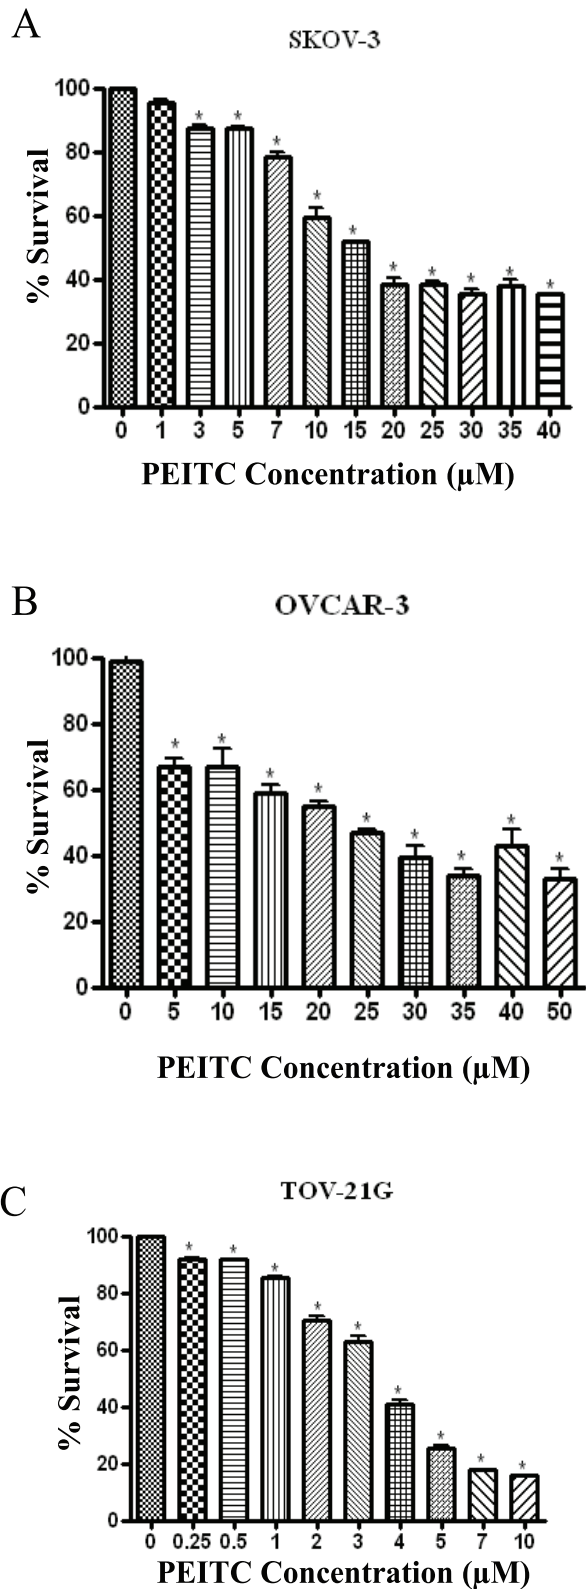 A
SKOV-3
% Survival
100
80
60
40
20
0
* * * * * * * * * *
0 1 3 5 7 10 15 20 25 30 35 40
PEITC Concentration (µM)
B
OVCAR-3
% Survival
100
80
60
40
20
0
* * * * * * * * *
0 5 10 15 20 25 30 35 40 50
PEITC Concentration (µM)
C
TOV-21G
% Survival
100
80
60
40
20
0
* * * * * * * * *
0 0.25 0.5 1 2 3 4 5 7 10
PEITC Concentration (µM)